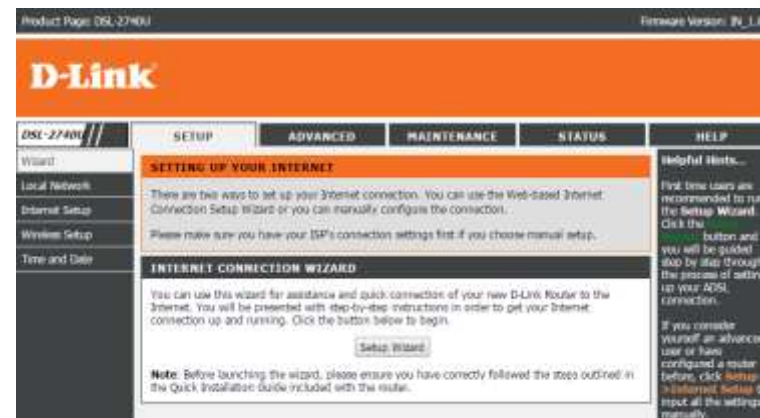 Product Page: DSL-2740U
Firmware Version: IN_1.0
D-Link
DSL-2740U
SETUP
ADVANCED
MAINTENANCE
STATUS
HELP
Wizard
Local Network
Internet Setup
Wireless Setup
Time and Date
SETTING UP YOUR INTERNET
There are two ways to set up your Internet connection. You can use the Web-based Internet
Connection Setup Wizard or you can manually configure the connection.
Please make sure you have your ISP's connection settings first if you choose manual setup.
INTERNET CONNECTION WIZARD
You can use this wizard for assistance and quick connection of your new D-Link Router to the
Internet. You will be presented with step-by-step instructions in order to get your Internet
connection up and running. Click the button below to begin.
Setup Wizard
Note: Before launching the wizard, please ensure you have correctly followed the steps outlined in
the Quick Installation Guide included with the router.
Helpful Hints...
First time users are
recommended to run
the Setup Wizard.
Click the
button and
you will be guided
step by step through
the process of setting
up your ADSL
connection.
If you consider
yourself an advanced
user or have
configured a router
before, click Setup
>Internet Setup
input all the settings
manually